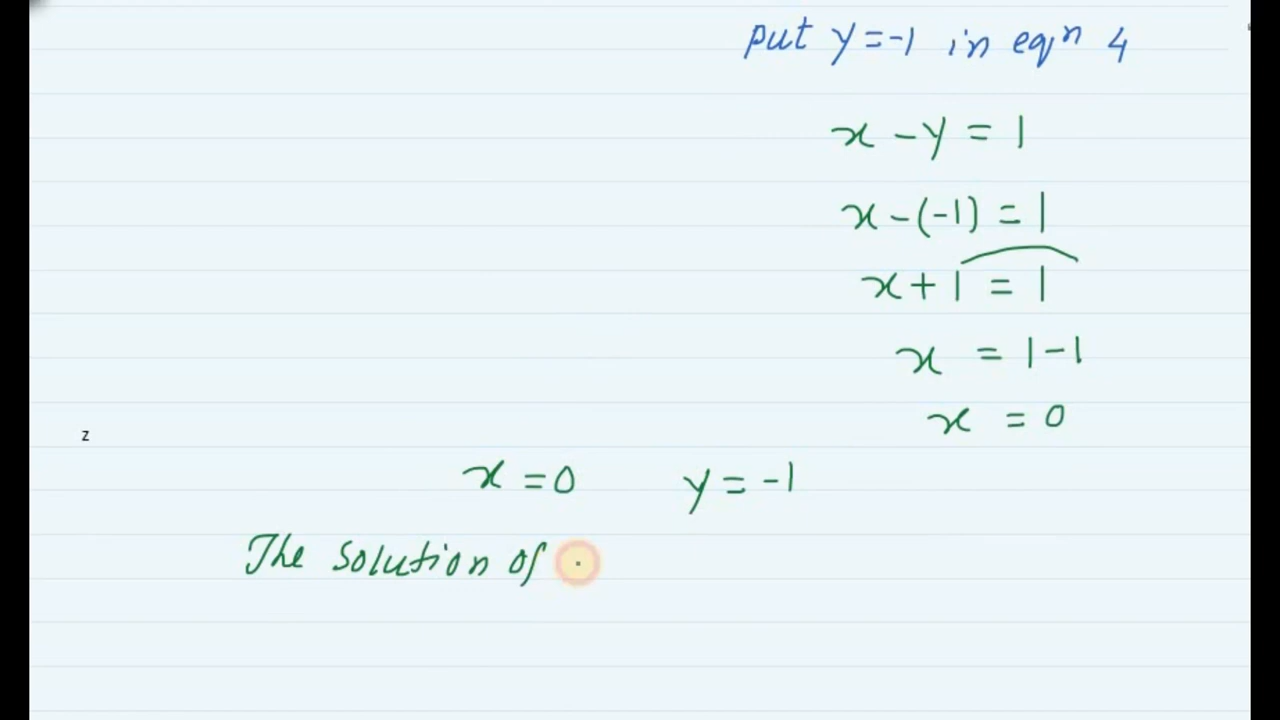 put y=-1 in eqn 4
x - y = 1
x -(-1) = 1
x + 1 = 1
x = 1 - 1
x = 0
z
x = 0 y = -1
The solution of